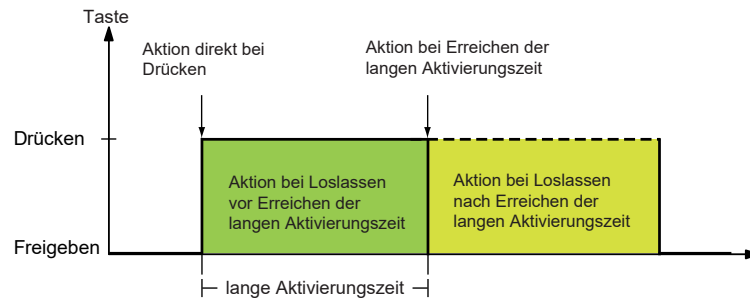 Taste
Aktion direkt bei
Drücken
Aktion bei Erreichen der
langen Aktivierungszeit
Drücken
Aktion bei Loslassen
vor Erreichen der
langen Aktivierungszeit
Aktion bei Loslassen
nach Erreichen der
langen Aktivierungszeit
Freigeben
lange Aktivierungszeit